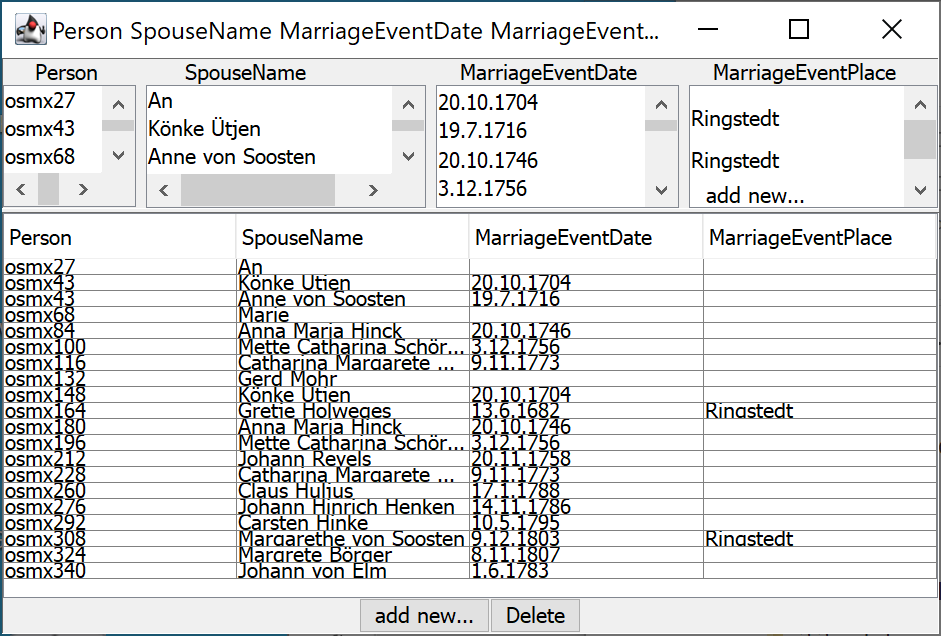 Person SpouseName MarriageEventDate MarriageEvent...
Person SpouseName MarriageEventDate MarriageEventPlace
osmx27
osmx43
osmx68
An
Könke Ütjen
Anne von Soosten
20.10.1704
19.7.1716
20.10.1746
3.12.1756
Ringstedt
Ringstedt
add new...
Person SpouseName MarriageEventDate MarriageEventPlace
osmx27 An
osmx43 Könke Ütjen 20.10.1704
osmx43 Anne von Soosten 19.7.1716
osmx68 Marie
osmx84 Anna Maria Hinck 20.10.1746
osmx100 Mette Catharina Schör... 3.12.1756
osmx116 Catharina Margarete ... 9.11.1773
osmx132 Gerd Mohr
osmx148 Könke Ütjen 20.10.1704
osmx164 Gretje Holweges 13.6.1682 Ringstedt
osmx180 Anna Maria Hinck 20.10.1746
osmx196 Mette Catharina Schör... 3.12.1756
osmx212 Johann Revels 20.11.1758
osmx228 Catharina Margarete ... 9.11.1773
osmx260 Claus Hulius 17.1.1788
osmx276 Johann Hinrich Henken 14.11.1786
osmx292 Carsten Hinke 10.5.1795
osmx308 Margarethe von Soosten 9.12.1803 Ringstedt
osmx324 Margrete Börger 8.11.1807
osmx340 Johann von Elm 1.6.1783
add new... Delete